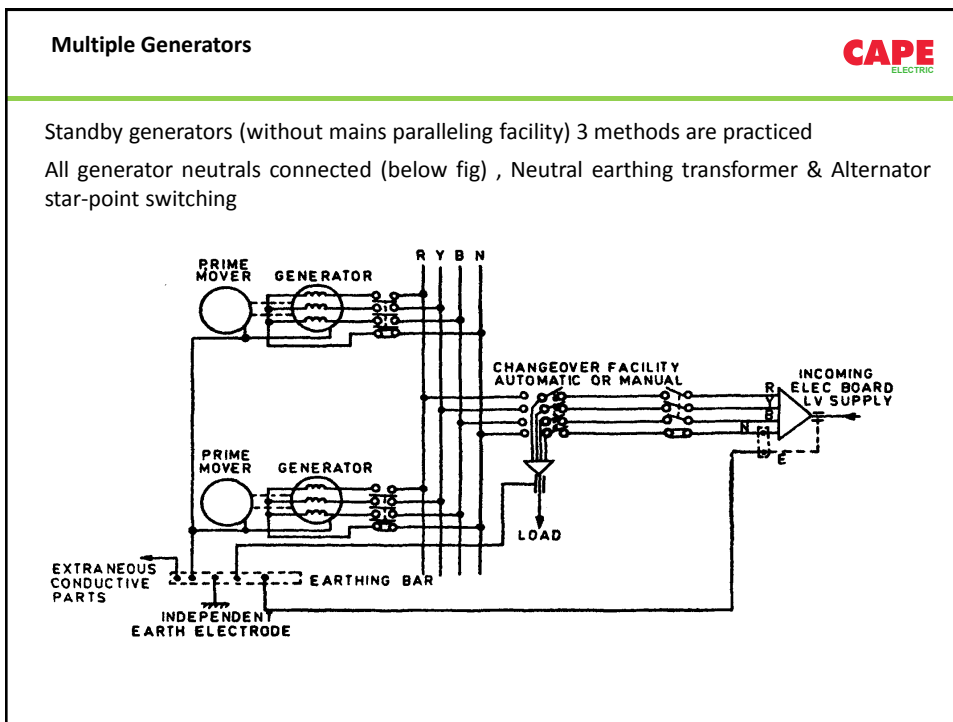 Multiple Generators
CAPE
ELECTRIC
Standby generators (without mains paralleling facility) 3 methods are practiced
All generator neutrals connected (below fig) , Neutral earthing transformer & Alternator
star-point switching
R Y B N
PRIME
MOVER
GENERATOR
CHANGEOVER FACILITY
AUTOMATIC OR MANUAL
INCOMING
ELEC BOARD
LV SUPPLY
R
Y
B
N
E
PRIME
MOVER
GENERATOR
LOAD
EXTRANEOUS
CONDUCTIVE
PARTS
EARTHING BAR
INDEPENDENT
EARTH ELECTRODE